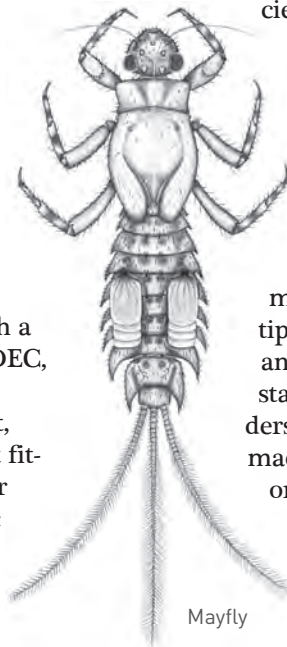 cie
h a
DEC,
t,
t fit-
r
m
tip
an
sta
ders
mac
or
Mayfly